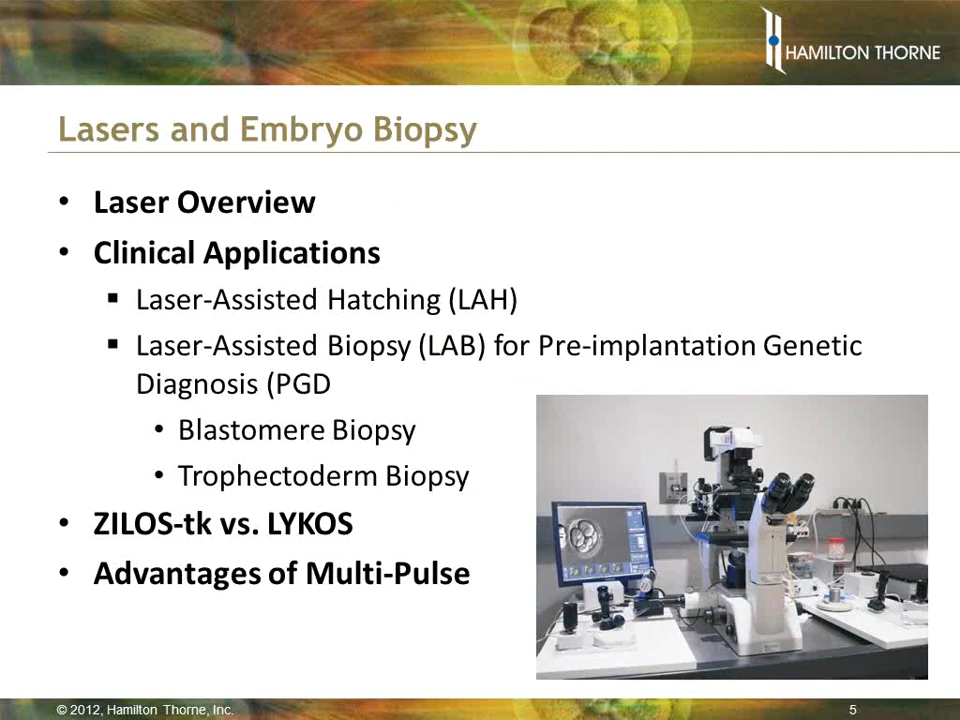 HAMILTON THORNE
Lasers and Embryo Biopsy
• Laser Overview
• Clinical Applications
▪ Laser-Assisted Hatching (LAH)
▪ Laser-Assisted Biopsy (LAB) for Pre-implantation Genetic
Diagnosis (PGD
• Blastomere Biopsy
• Trophectoderm Biopsy
• ZILOS-tk vs. LYKOS
• Advantages of Multi-Pulse
© 2012, Hamilton Thorne, Inc.
5